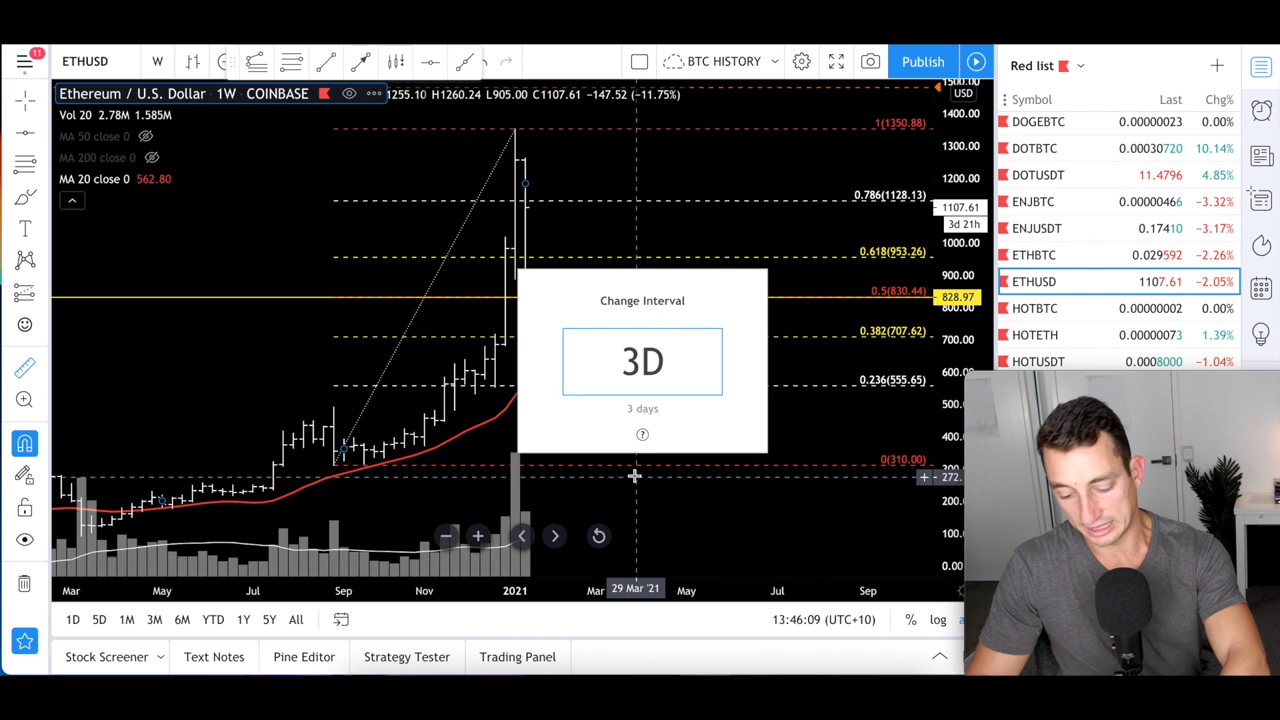 11
ETHUSD
W
BTC HISTORY
Publish
Red list
Ethereum / U.S. Dollar · 1W · COINBASE
1255.10 H1260.24 L905.00 C1107.61 −147.52 (−11.75%)
USD
Symbol Last Chg%
Vol 20 2.78M 1.585M
MA 50 close 0
MA 200 close 0
MA 20 close 0 562.80
1(1350.88)
0.786(1128.13)
0.618(953.26)
0.5(830.44)
0.382(707.62)
0.236(555.65)
0(310.00)
1400.00
1300.00
1200.00
1107.61
3d 21h
1000.00
900.00
828.97
800.00
700.00
272.
200.00
100.00
0.00
DOGEBTC 0.00000023 0.00%
DOTBTC 0.00030720 10.14%
DOTUSDT 11.4796 4.85%
ENJBTC 0.00000466 −3.32%
ENJUSDT 0.17410 −3.17%
ETHBTC 0.029592 −2.26%
ETHUSD 1107.61 −2.05%
HOTBTC 0.00000002 0.00%
HOTETH 0.00000073 1.39%
HOTUSDT 0.0008000 −1.04%
Change Interval
3D
3 days
?
Mar May Jul Sep Nov 2021 Mar 29 Mar '21 May Jul Sep
1D 5D 1M 3M 6M YTD 1Y 5Y All
13:46:09 (UTC+10) % log
Stock Screener Text Notes Pine Editor Strategy Tester Trading Panel